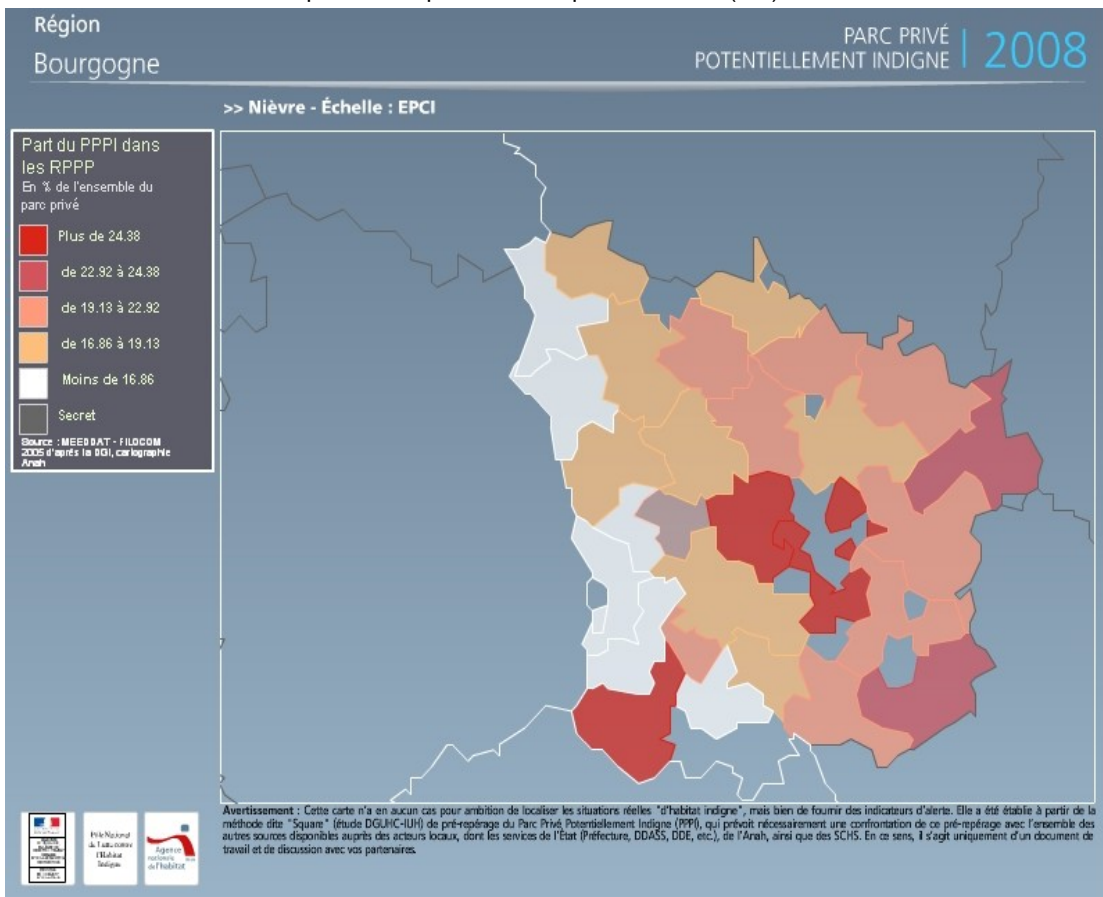 Région
Bourgogne
PARC PRIVÉ
POTENTIELLEMENT INDIGNE | 2008
>> Nièvre - Échelle : EPCI
Part du PPPI dans
les RPPP
En % de l'ensemble du
parc privé
Plus de 24.38
de 22.92 à 24.38
de 19.13 à 22.92
de 16.86 à 19.13
Moins de 16.86
Secret
Source : MEEDDAT - FILOCOM
2005 d'après la DGI, cartographie
Anah
Avertissement : Cette carte n'a en aucun cas pour ambition de localiser les situations réelles "d'habitat indigne", mais bien de fournir des indicateurs d'alerte. Elle a été établie à partir de la
méthode dite "Square" (étude DGUHC-IUH) de pré-repérage du Parc Privé Potentiellement Indigne (PPPI), qui prévoit nécessairement une confrontation de ce pré-repérage avec l'ensemble des
autres sources disponibles auprès des acteurs locaux, dont les services de l'État (Préfecture, DDASS, DDE, etc.), de l'Anah, ainsi que des SCHS. En ce sens, il s'agit uniquement d'un document de
travail et de discussion avec vos partenaires.
Pôle National
de Lutte contre
l'Habitat
Indigne
Agence
nationale
de l'habitat